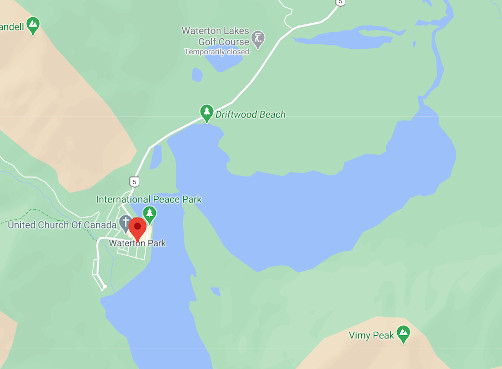 5
andell
Waterton Lakes
Golf Course
Temporarily closed
Driftwood Beach
5
International Peace Park
United Church Of Canada
Waterton Park
Vimy Peak